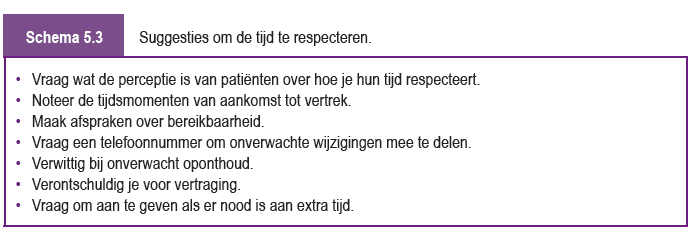 Schema 5.3 Suggesties om de tijd te respecteren.
• Vraag wat de perceptie is van patiënten over hoe je hun tijd respecteert.
• Noteer de tijdsmomenten van aankomst tot vertrek.
• Maak afspraken over bereikbaarheid.
• Vraag een telefoonnummer om onverwachte wijzigingen mee te delen.
• Verwittig bij onverwacht oponthoud.
• Verontschuldig je voor vertraging.
• Vraag om aan te geven als er nood is aan extra tijd.